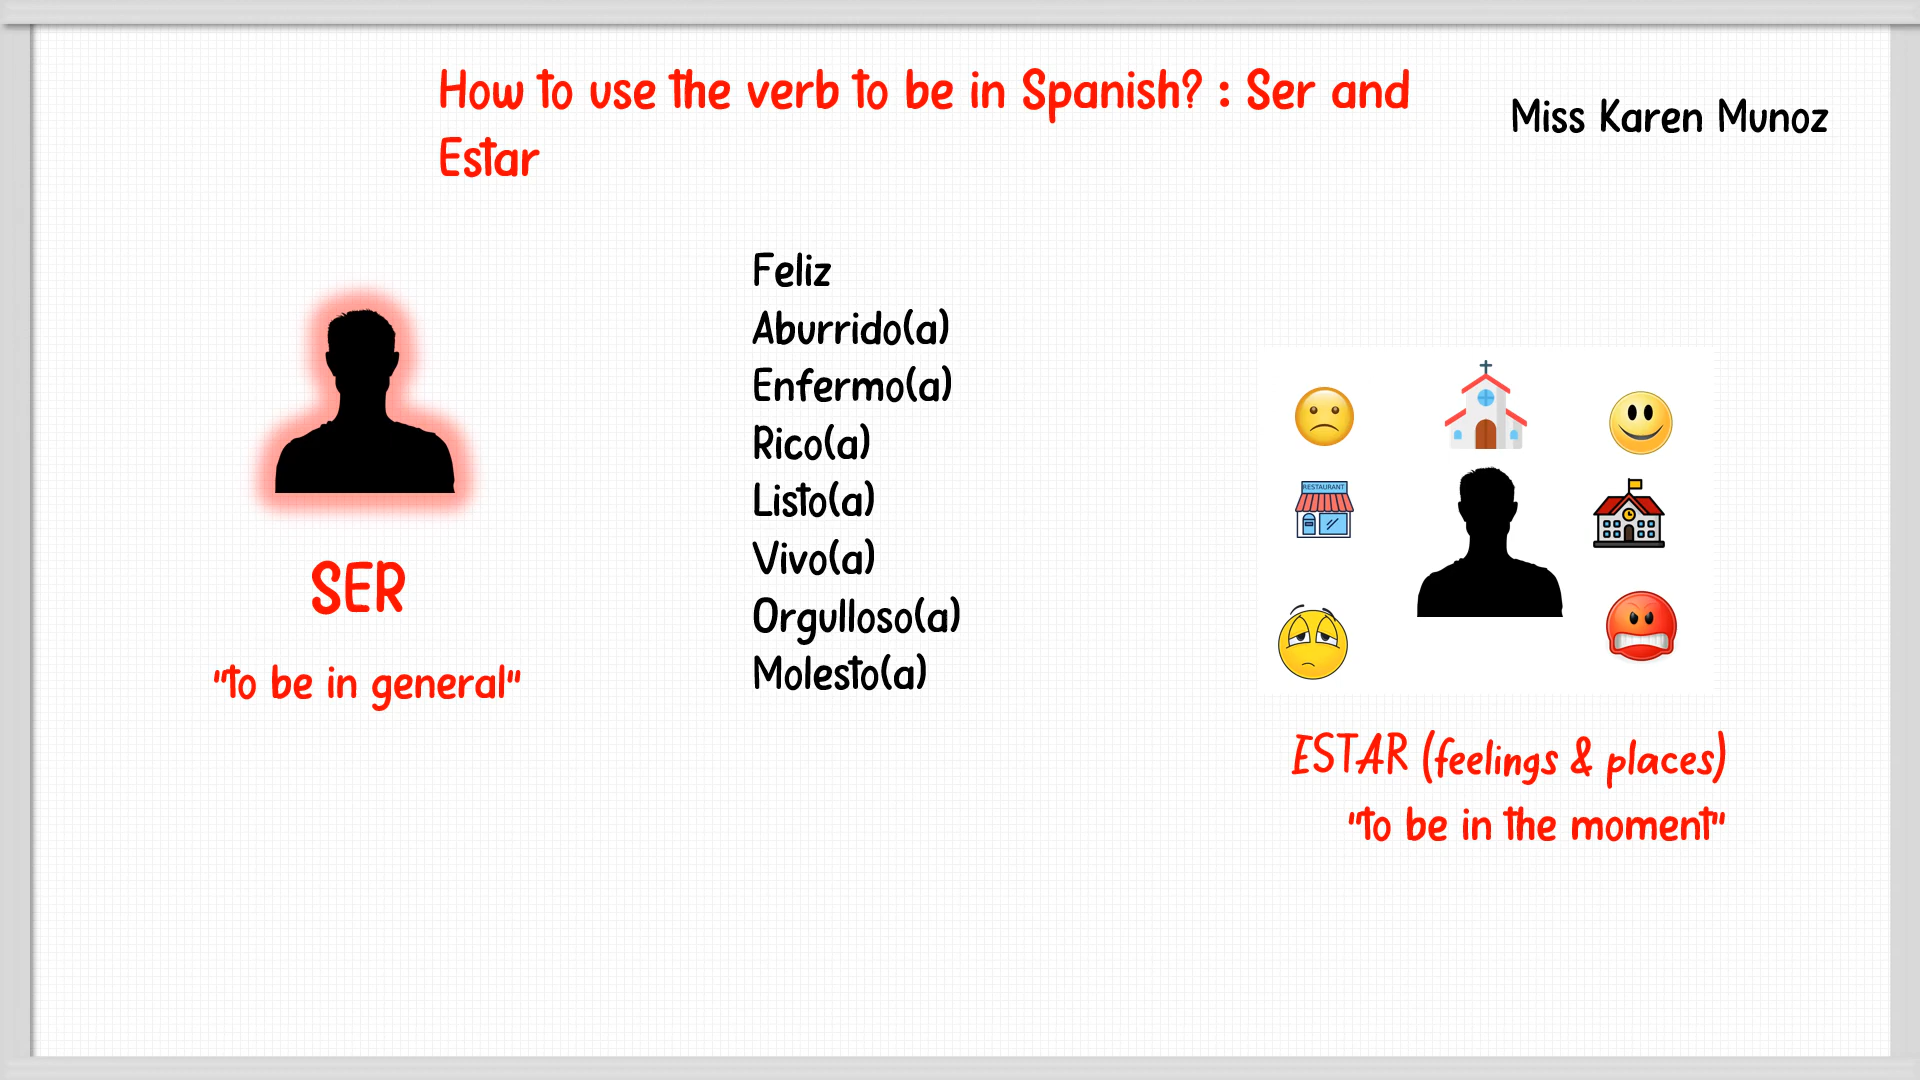 How to use the verb to be in Spanish? : Ser and
Estar
Miss Karen Munoz
Feliz
Aburrido(a)
Enfermo(a)
Rico(a)
Listo(a)
Vivo(a)
Orgulloso(a)
Molesto(a)
SER
"to be in general"
RESTAURANT
ESTAR (feelings & places)
"to be in the moment"